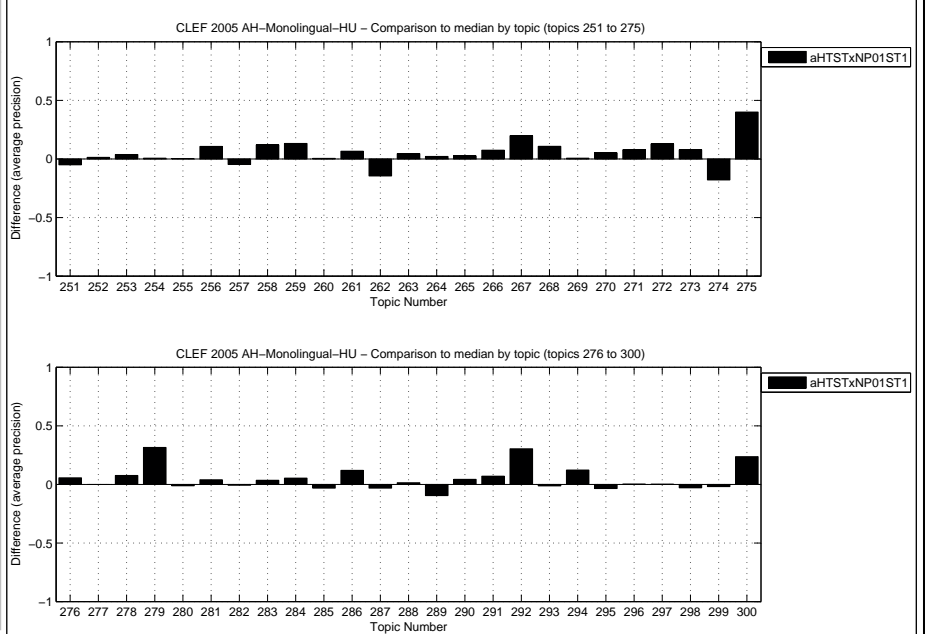 CLEF 2005 AH−Monolingual−HU − Comparison to median by topic (topics 251 to 275)
1
0.5
0
−0.5
−1
Difference (average precision)
aHTSTxNP01ST1
251 252 253 254 255 256 257 258 259 260 261 262 263 264 265 266 267 268 269 270 271 272 273 274 275
Topic Number
CLEF 2005 AH−Monolingual−HU − Comparison to median by topic (topics 276 to 300)
1
0.5
0
−0.5
−1
Difference (average precision)
aHTSTxNP01ST1
276 277 278 279 280 281 282 283 284 285 286 287 288 289 290 291 292 293 294 295 296 297 298 299 300
Topic Number